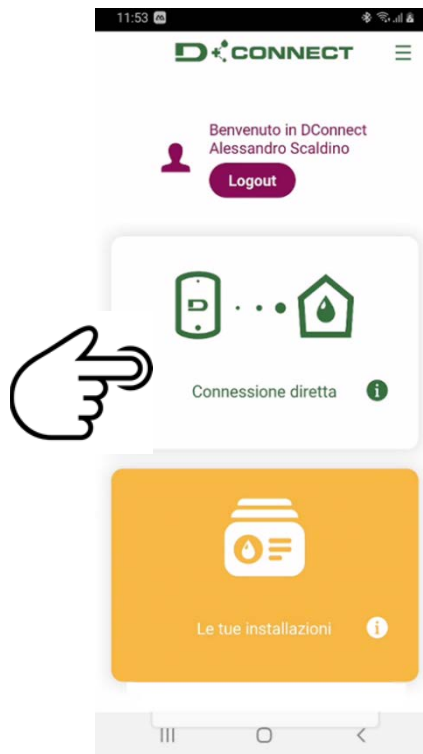 11:53
D CONNECT
Benvenuto in DConnect
Alessandro Scaldino
Logout
D
Connessione diretta i
Le tue installazioni i